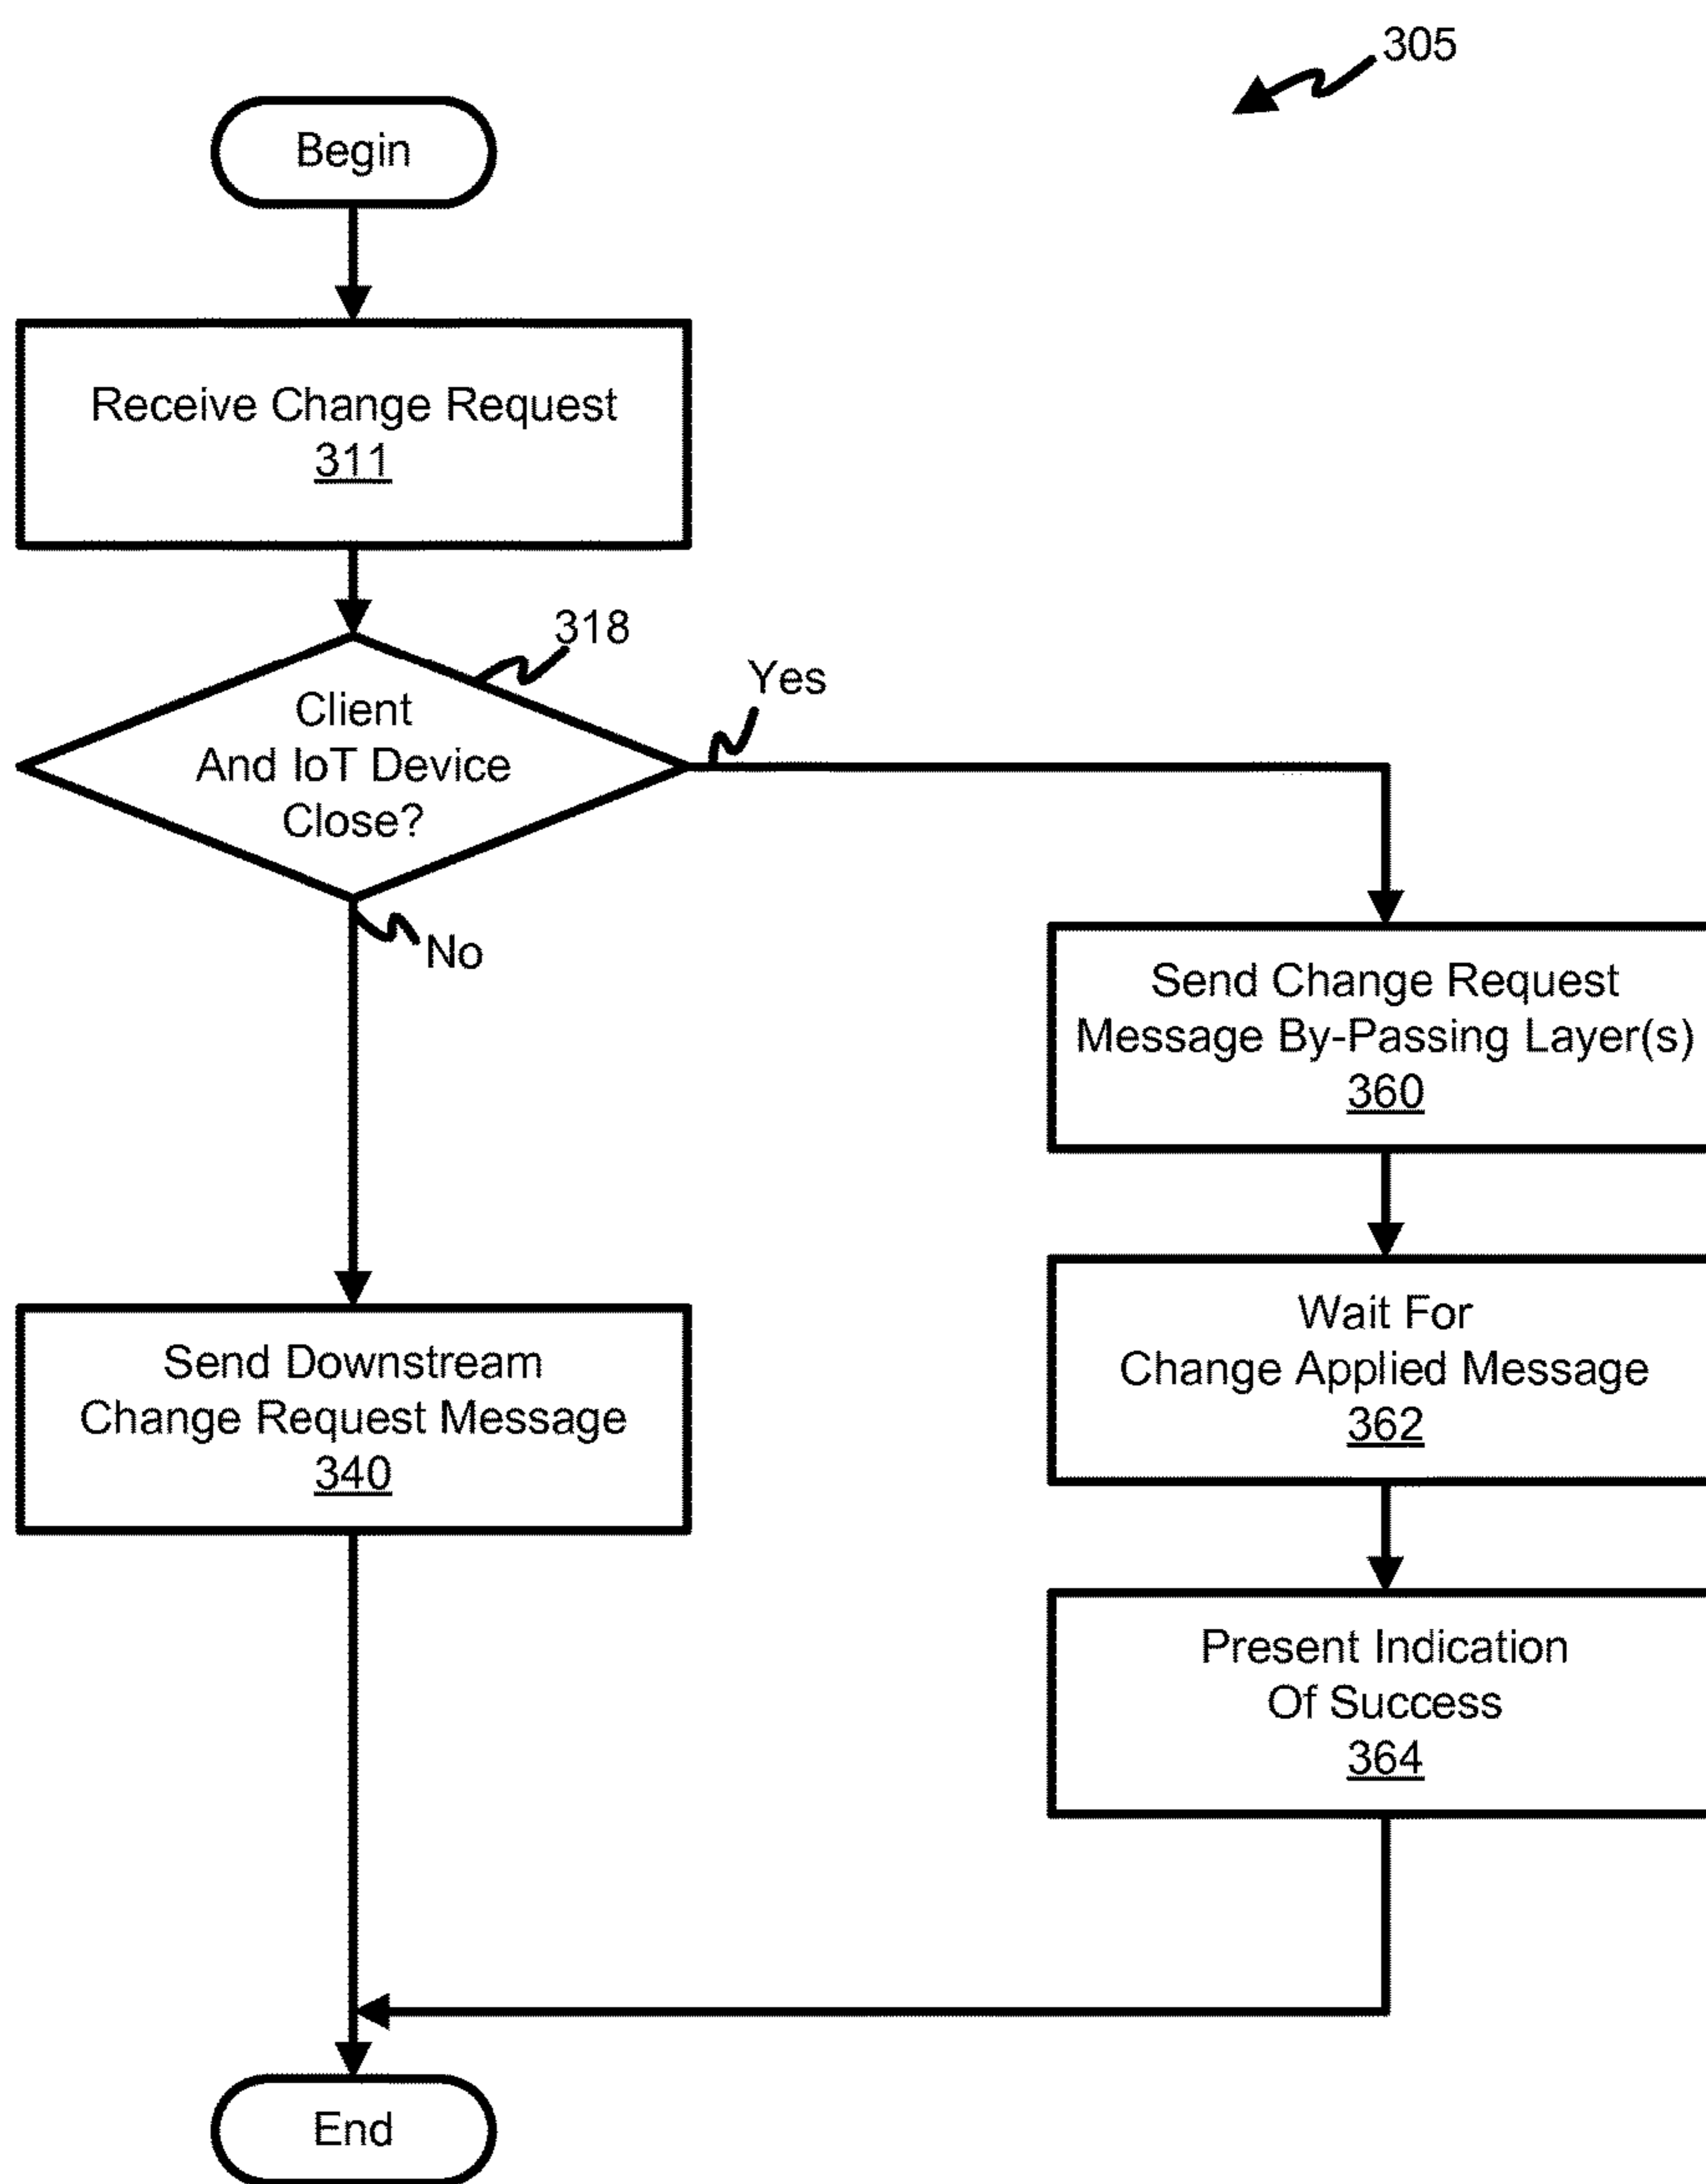 305
Begin
Receive Change Request
311
318
Client
And IoT Device
Close?
Yes
No
Send Change Request
Message By-Passing Layer(s)
360
Wait For
Change Applied Message
362
Send Downstream
Change Request Message
340
Present Indication
Of Success
364
End